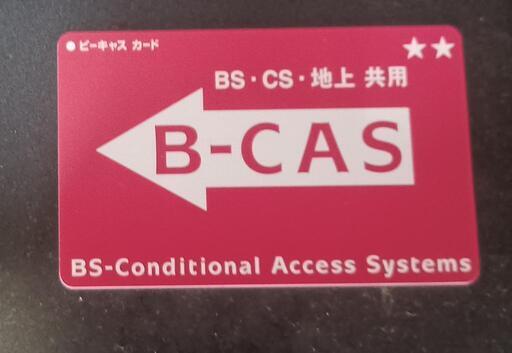 ●ビーキャス カード
★★
BS・CS・地上 共用
B-CAS
BS-Conditional Access Systems